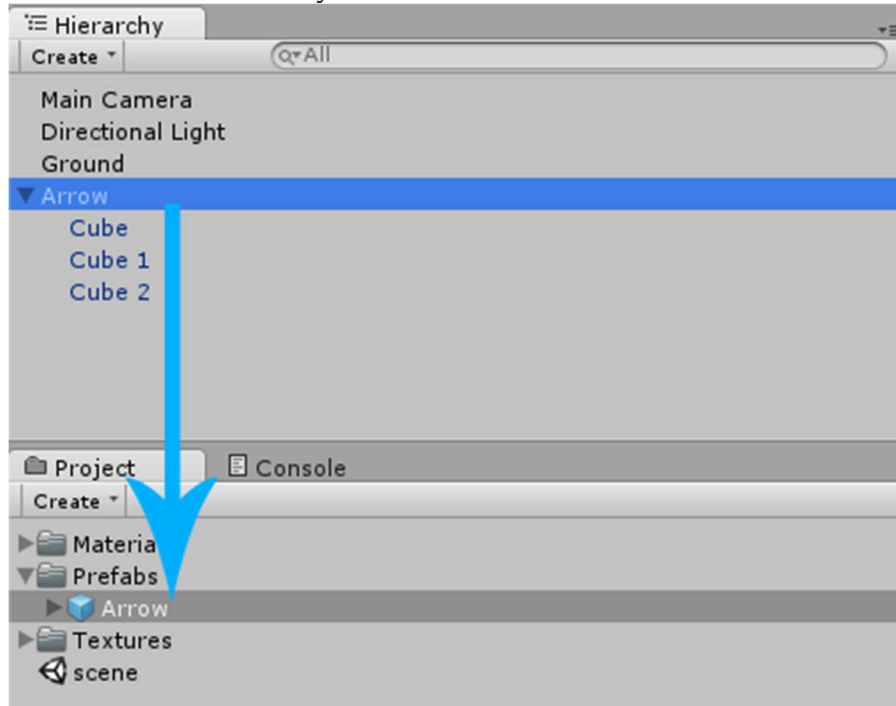 Hierarchy
Create
All
Main Camera
Directional Light
Ground
Arrow
Cube
Cube 1
Cube 2
Project
Console
Create
Materia
Prefabs
Arrow
Textures
scene